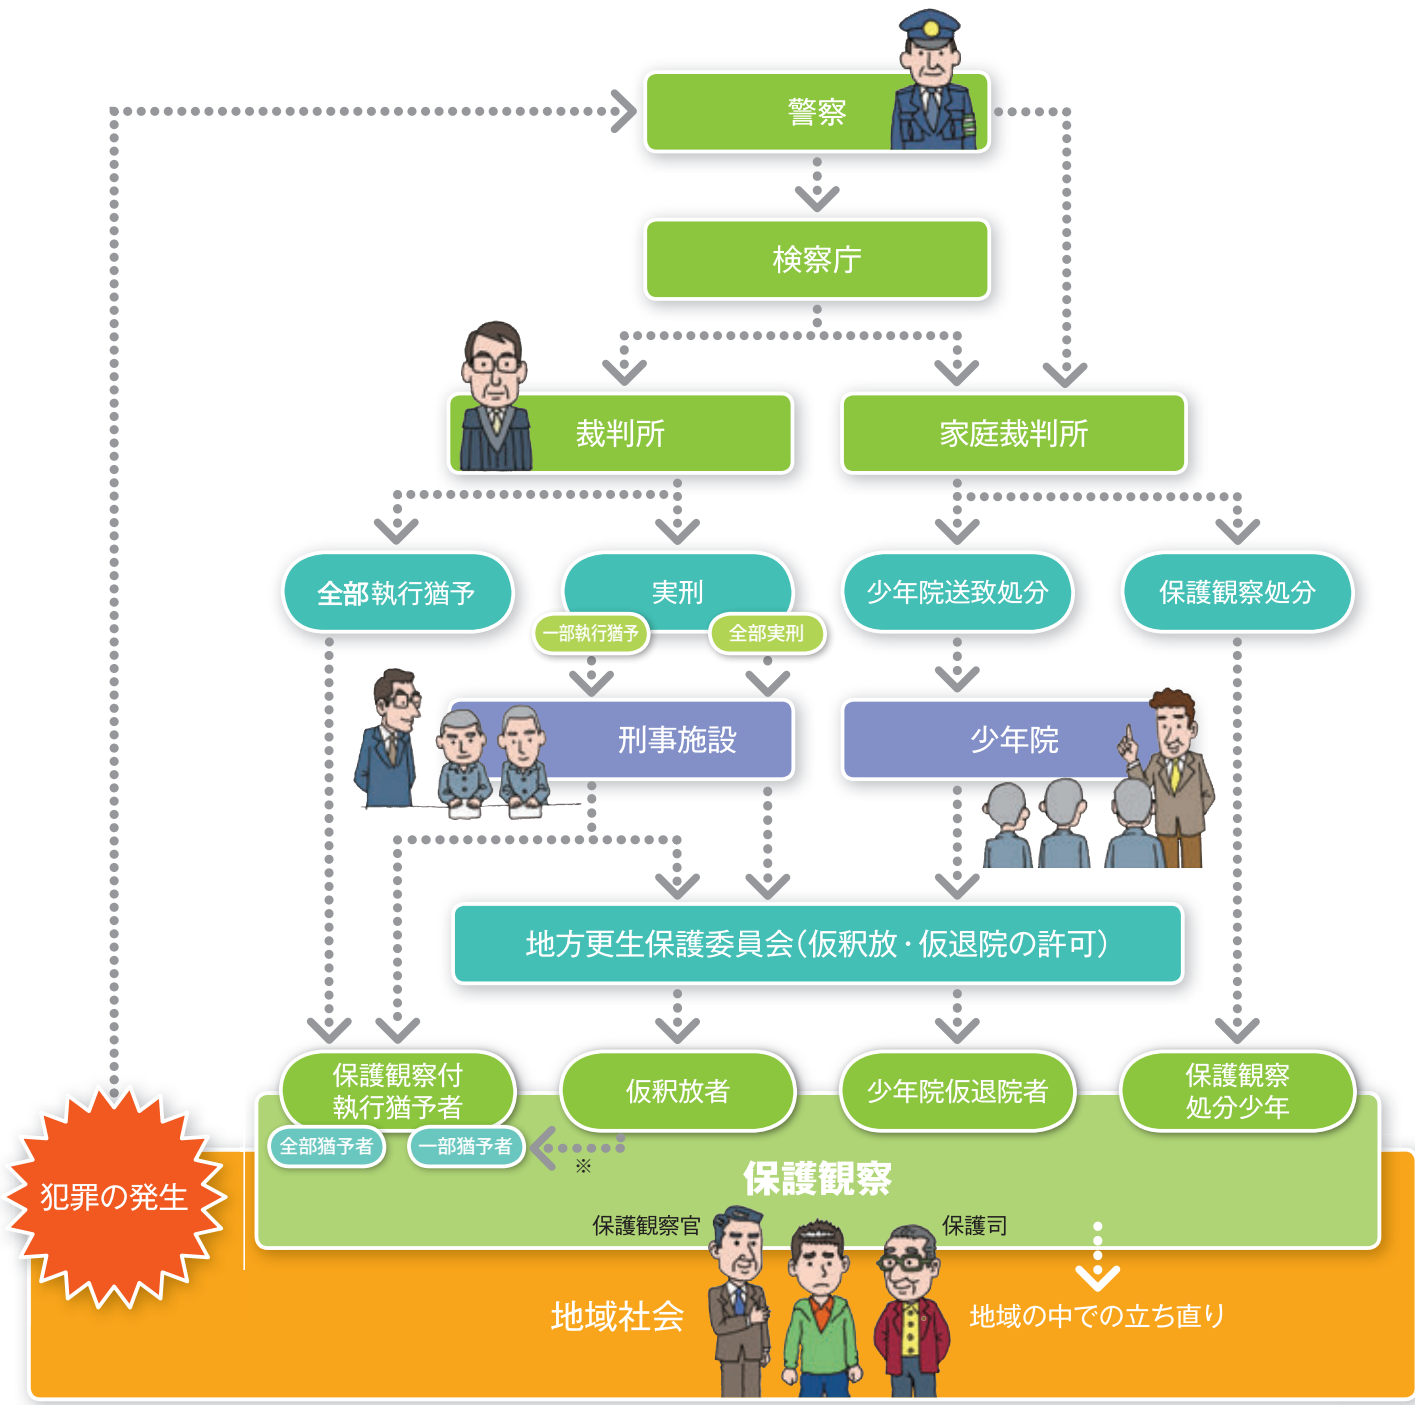 警察
検察庁
裁判所
家庭裁判所
全部執行猶予
実刑
少年院送致処分
保護観察処分
一部執行猶予
全部実刑
刑事施設
少年院
地方更生保護委員会（仮釈放・仮退院の許可）
保護観察付
執行猶予者
仮釈放者
少年院仮退院者
保護観察
処分少年
全部猶予者
一部猶予者
※
犯罪の発生
保護観察
保護観察官
保護司
地域社会
地域の中での立ち直り